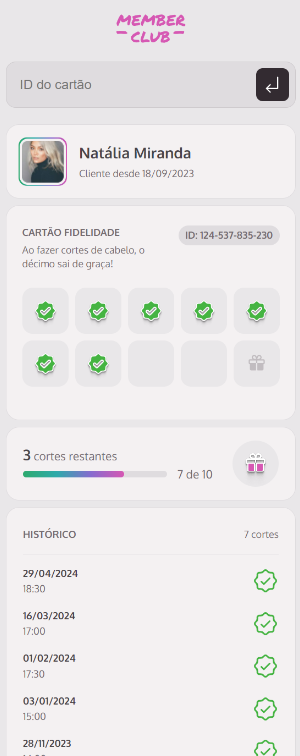 MEMBER
CLUB
ID do cartão
Natália Miranda
Cliente desde 18/09/2023
CARTÃO FIDELIDADE
ID: 124-537-835-230
Ao fazer cortes de cabelo, o
décimo sai de graça!
3 cortes restantes
7 de 10
HISTÓRICO
7 cortes
29/04/2024
18:30
16/03/2024
17:00
01/02/2024
17:30
03/01/2024
15:00
28/11/2023